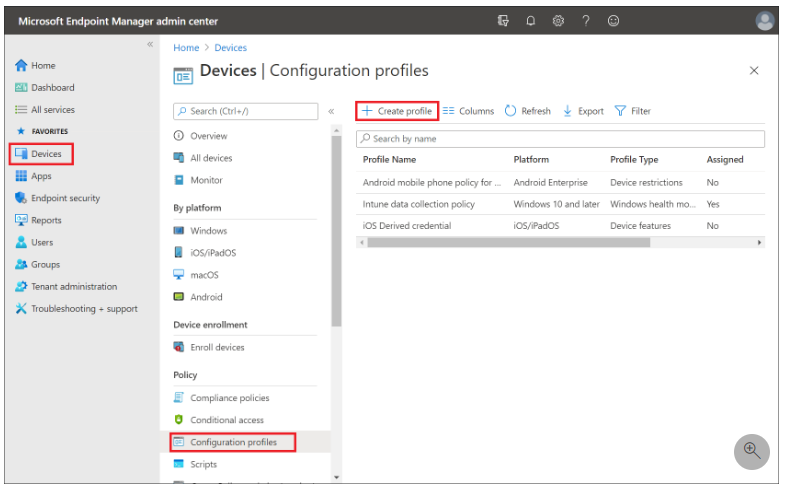 Microsoft Endpoint Manager admin center
Home > Devices
Devices | Configuration profiles
Home
Dashboard
All services
FAVORITES
Devices
Apps
Endpoint security
Reports
Users
Groups
Tenant administration
Troubleshooting + support
Search (Ctrl+/)
Overview
All devices
Monitor
By platform
Windows
iOS/iPadOS
macOS
Android
Device enrollment
Enroll devices
Policy
Compliance policies
Conditional access
Configuration profiles
Scripts
Create profile Columns Refresh Export Filter
Search by name
Profile Name Platform Profile Type Assigned
Android mobile phone policy for ... Android Enterprise Device restrictions No
Intune data collection policy Windows 10 and later Windows health mo... Yes
iOS Derived credential iOS/iPadOS Device features No